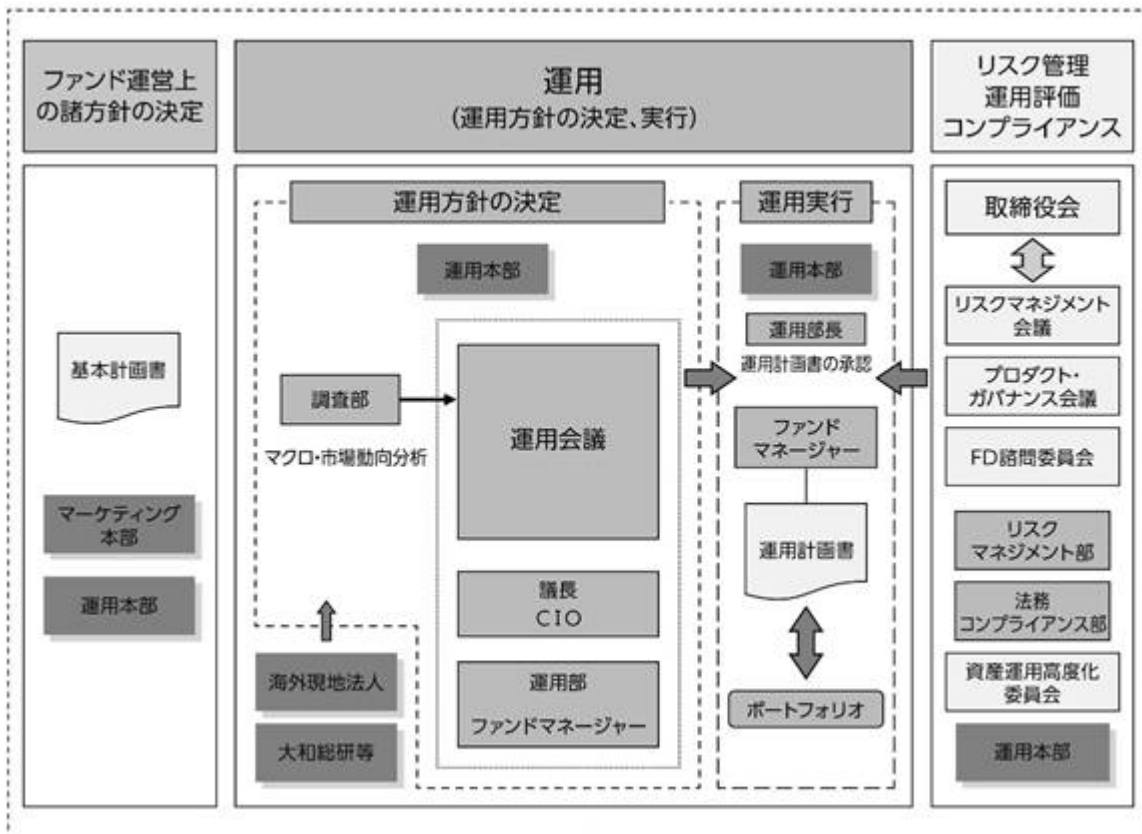 ファンド運営上
の諸方針の決定
運用
(運用方針の決定、実行)
リスク管理
運用評価
コンプライアンス
基本計画書
マーケティング
本部
運用本部
運用方針の決定
運用本部
調査部
マクロ・市場動向分析
運用会議
議長
CIO
運用部
ファンドマネージャー
海外現地法人
大和総研等
運用実行
運用本部
運用部長
運用計画書の承認
ファンド
マネージャー
運用計画書
ポートフォリオ
取締役会
リスクマネジメント
会議
プロダクト・
ガバナンス会議
FD諮問委員会
リスク
マネジメント部
法務
コンプライアンス部
資産運用高度化
委員会
運用本部